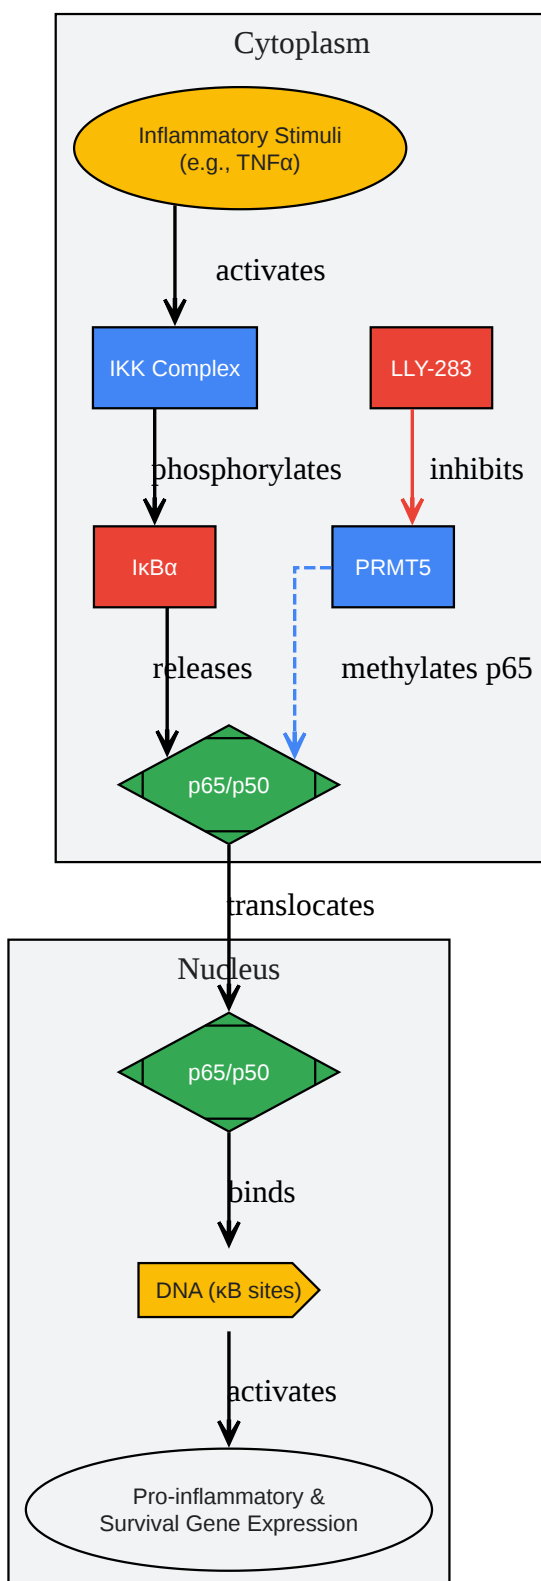 Cytoplasm
Inflammatory Stimuli
(e.g., TNFα)
activates
IKK Complex
LLY-283
phosphorylates
inhibits
IκBα
PRMT5
releases
methylates p65
p65/p50
translocates
Nucleus
p65/p50
binds
DNA (κB sites)
activates
Pro-inflammatory &
Survival Gene Expression